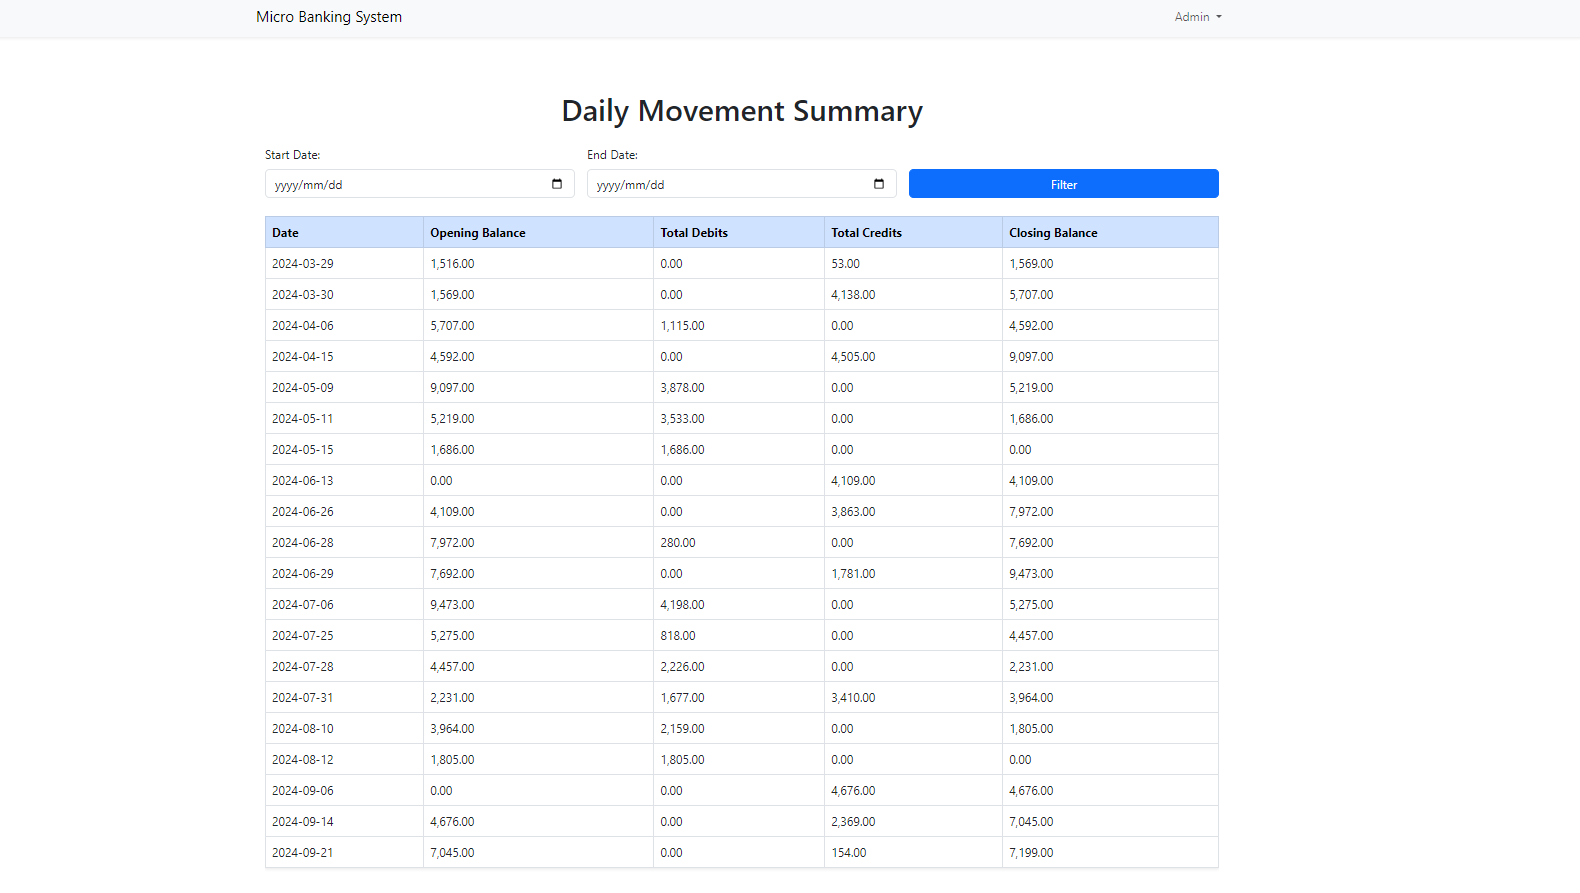 Micro Banking System Admin
Daily Movement Summary
Start Date: End Date:
yyyy/mm/dd yyyy/mm/dd Filter
Date Opening Balance Total Debits Total Credits Closing Balance
2024-03-29 1,516.00 0.00 53.00 1,569.00
2024-03-30 1,569.00 0.00 4,138.00 5,707.00
2024-04-06 5,707.00 1,115.00 0.00 4,592.00
2024-04-15 4,592.00 0.00 4,505.00 9,097.00
2024-05-09 9,097.00 3,878.00 0.00 5,219.00
2024-05-11 5,219.00 3,533.00 0.00 1,686.00
2024-05-15 1,686.00 1,686.00 0.00 0.00
2024-06-13 0.00 0.00 4,109.00 4,109.00
2024-06-26 4,109.00 0.00 3,863.00 7,972.00
2024-06-28 7,972.00 280.00 0.00 7,692.00
2024-06-29 7,692.00 0.00 1,781.00 9,473.00
2024-07-06 9,473.00 4,198.00 0.00 5,275.00
2024-07-25 5,275.00 818.00 0.00 4,457.00
2024-07-28 4,457.00 2,226.00 0.00 2,231.00
2024-07-31 2,231.00 1,677.00 3,410.00 3,964.00
2024-08-10 3,964.00 2,159.00 0.00 1,805.00
2024-08-12 1,805.00 1,805.00 0.00 0.00
2024-09-06 0.00 0.00 4,676.00 4,676.00
2024-09-14 4,676.00 0.00 2,369.00 7,045.00
2024-09-21 7,045.00 0.00 154.00 7,199.00